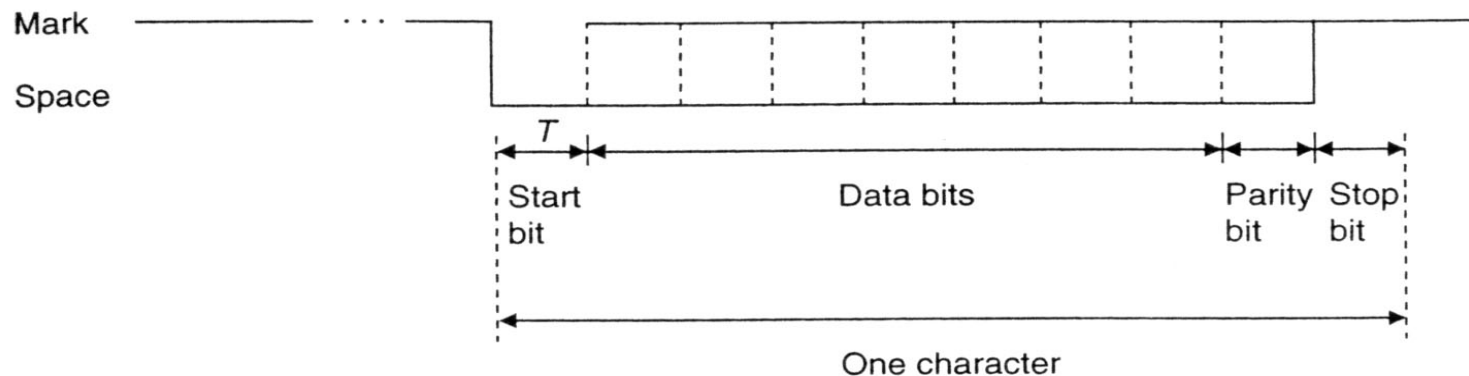 Mark
...
Space
T
Start
bit
Data bits
Parity
bit
Stop
bit
One character